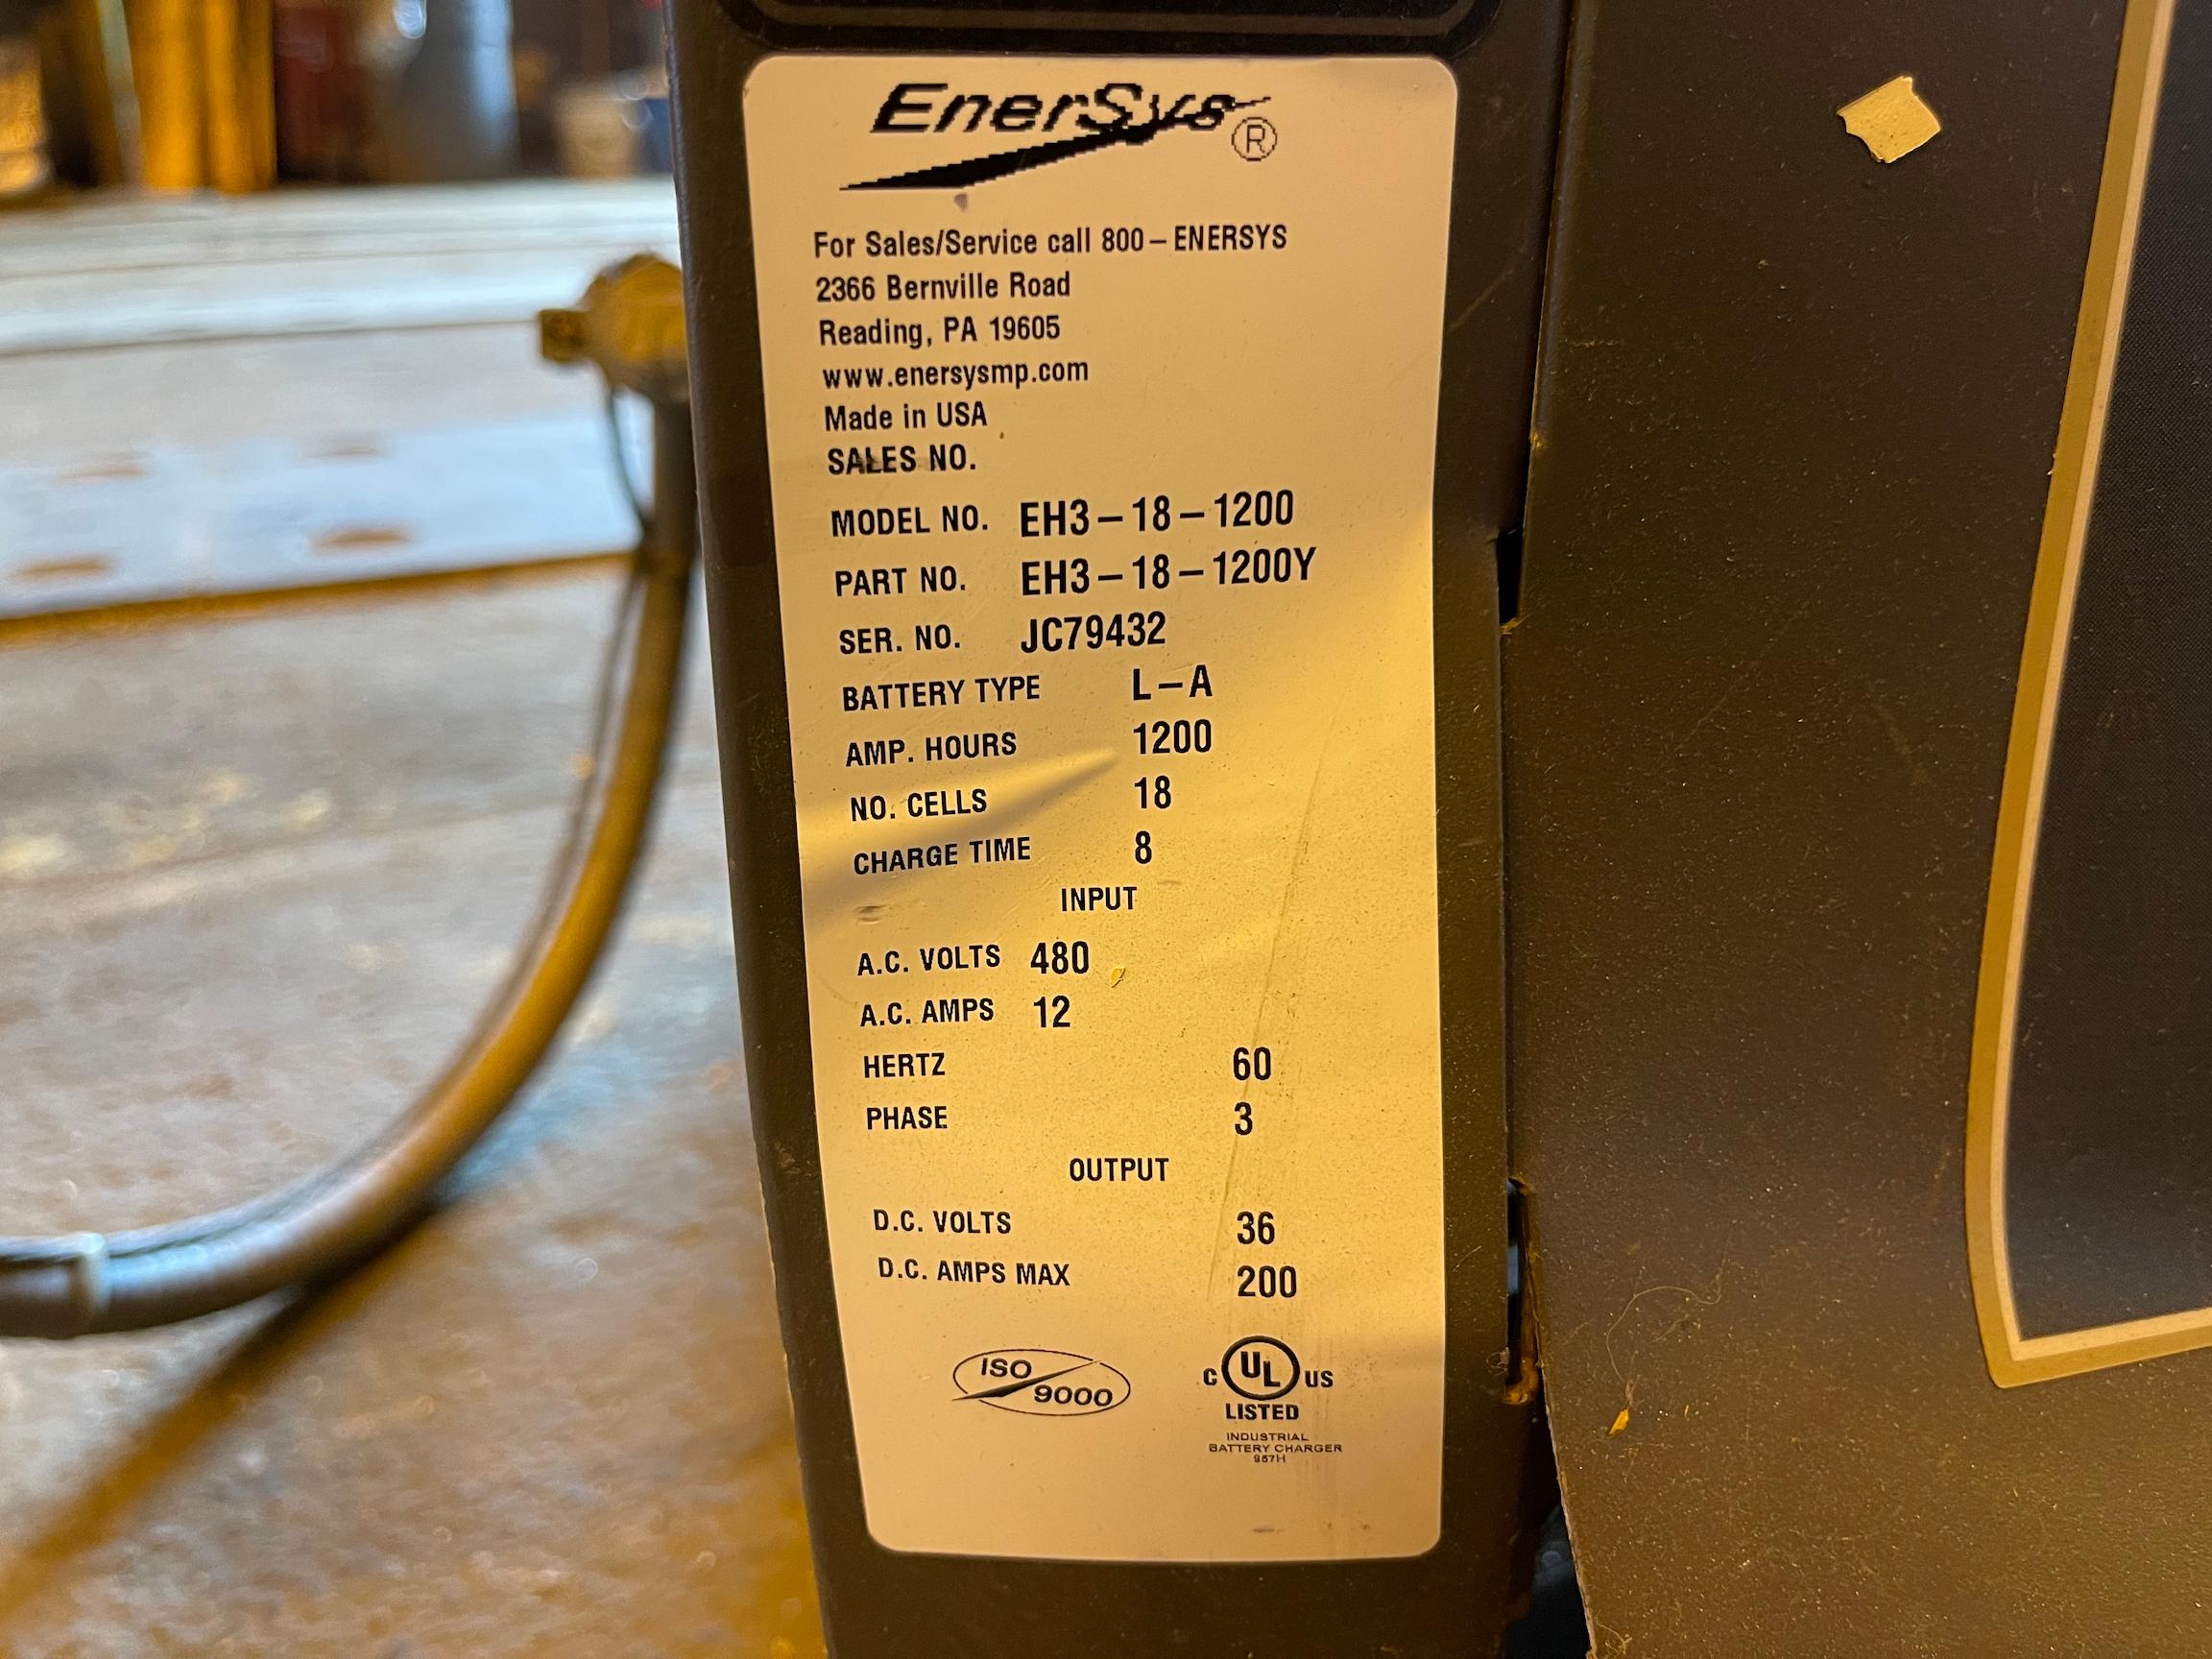 EnerSys®
For Sales/Service call 800–ENERSYS
2366 Bernville Road
Reading, PA 19605
www.enersysmp.com
Made in USA
SALES NO.
MODEL NO. EH3–18–1200
PART NO. EH3–18–1200Y
SER. NO. JC79432
BATTERY TYPE L–A
AMP. HOURS 1200
NO. CELLS 18
CHARGE TIME 8
INPUT
A.C. VOLTS 480
A.C. AMPS 12
HERTZ 60
PHASE 3
OUTPUT
D.C. VOLTS 36
D.C. AMPS MAX 200
ISO 9000
C UL US
LISTED
INDUSTRIAL
BATTERY CHARGER
987H